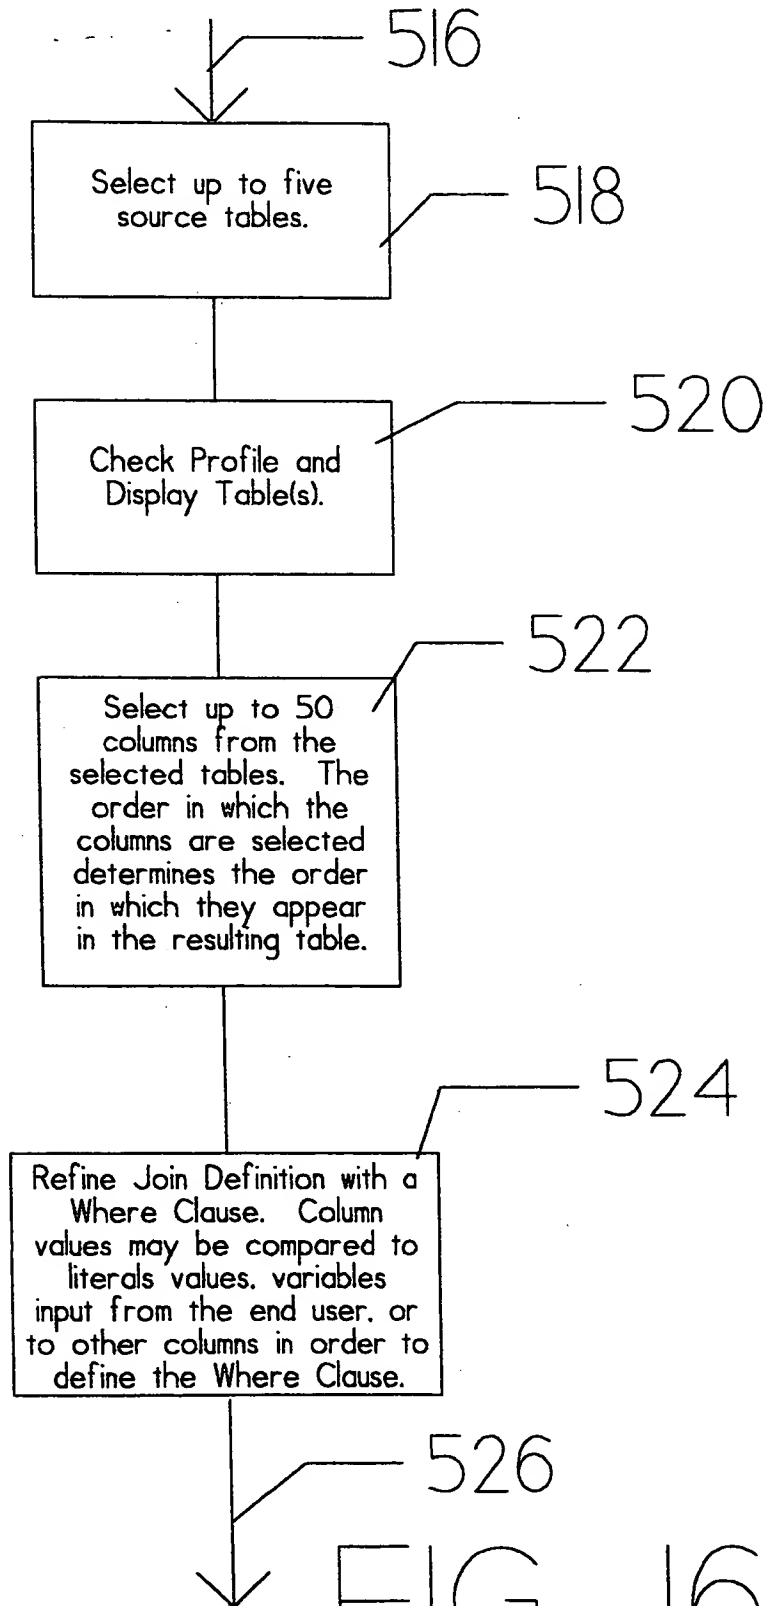 516
Select up to five
source tables.
518
520
Check Profile and
Display Table(s).
522
Select up to 50
columns from the
selected tables. The
order in which the
columns are selected
determines the order
in which they appear
in the resulting table.
524
Refine Join Definition with a
Where Clause. Column
values may be compared to
literals values, variables
input from the end user, or
to other columns in order to
define the Where Clause.
526
FIG. 16